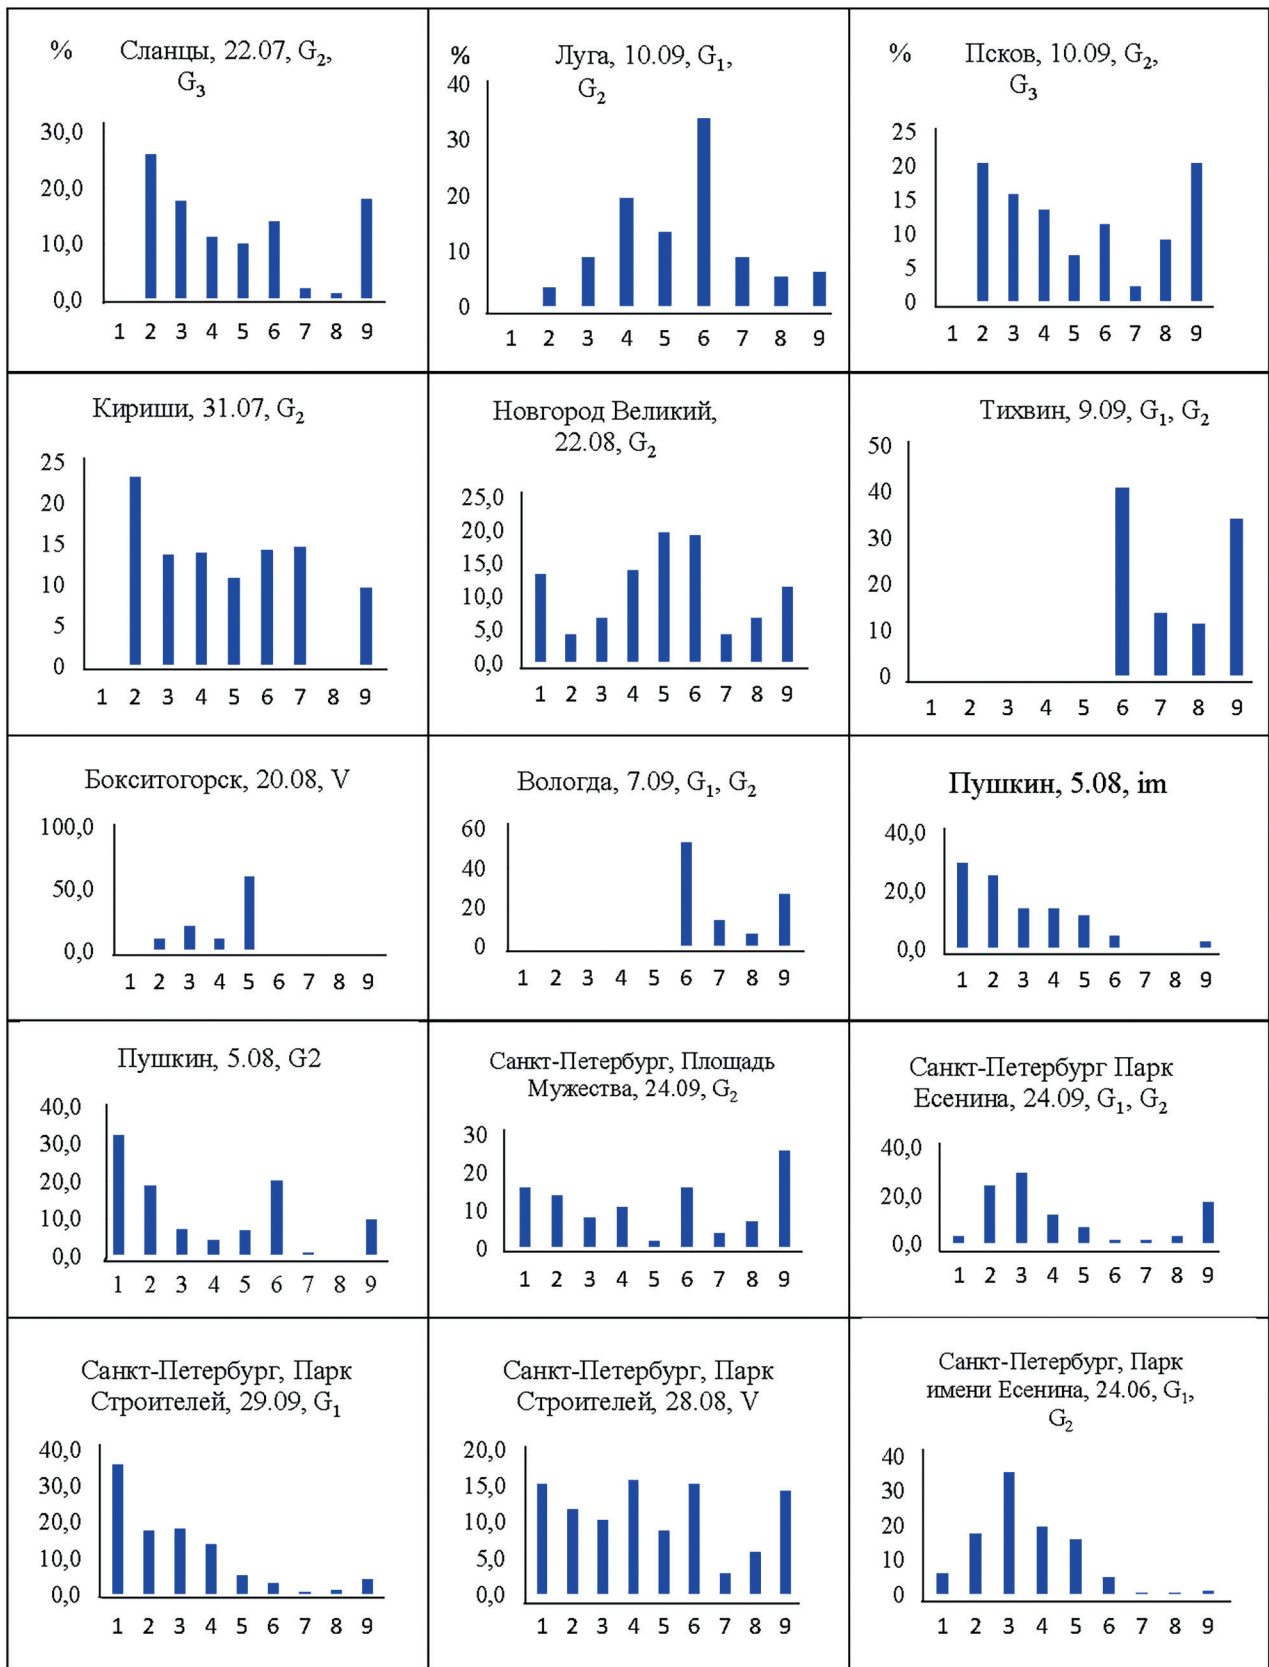 % Сланцы, 22.07, G₂,
G₃
30,0
20,0
10,0
0,0
1 2 3 4 5 6 7 8 9
% Луга, 10.09, G₁,
G₂
40
30
20
10
0
1 2 3 4 5 6 7 8 9
% Псков, 10.09, G₂,
G₃
25
20
15
10
5
0
1 2 3 4 5 6 7 8 9
Кириши, 31.07, G₂
25
20
15
10
5
0
1 2 3 4 5 6 7 8 9
Новгород Великий,
22.08, G₂
25,0
20,0
15,0
10,0
5,0
0,0
1 2 3 4 5 6 7 8 9
Тихвин, 9.09, G₁, G₂
50
40
30
20
10
0
1 2 3 4 5 6 7 8 9
Бокситогорск, 20.08, V
100,0
50,0
0,0
1 2 3 4 5 6 7 8 9
Вологда, 7.09, G₁, G₂
60
40
20
0
1 2 3 4 5 6 7 8 9
Пушкин, 5.08, im
40,0
20,0
0,0
1 2 3 4 5 6 7 8 9
Пушкин, 5.08, G2
40,0
30,0
20,0
10,0
0,0
1 2 3 4 5 6 7 8 9
Санкт-Петербург, Площадь
Мужества, 24.09, G₂
30
20
10
0
1 2 3 4 5 6 7 8 9
Санкт-Петербург Парк
Есенина, 24.09, G₁, G₂
40,0
20,0
0,0
1 2 3 4 5 6 7 8 9
Санкт-Петербург, Парк
Строителей, 29.09, G₁
40,0
30,0
20,0
10,0
0,0
1 2 3 4 5 6 7 8 9
Санкт-Петербург, Парк
Строителей, 28.08, V
20,0
15,0
10,0
5,0
0,0
1 2 3 4 5 6 7 8 9
Санкт-Петербург, Парк
имени Есенина, 24.06, G₁,
G₂
40
30
20
10
0
1 2 3 4 5 6 7 8 9